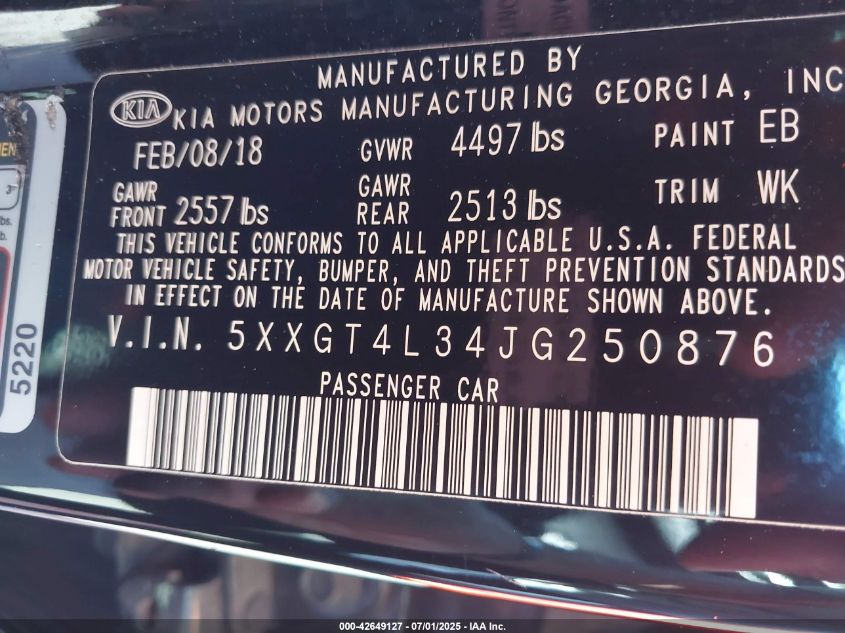 MANUFACTURED BY
KIA KIA MOTORS MANUFACTURING GEORGIA, INC
FEB/08/18 GVWR 4497 lbs PAINT EB
GAWR FRONT 2557 lbs GAWR REAR 2513 lbs TRIM WK
THIS VEHICLE CONFORMS TO ALL APPLICABLE U.S.A. FEDERAL
MOTOR VEHICLE SAFETY, BUMPER, AND THEFT PREVENTION STANDARDS
IN EFFECT ON THE DATE OF MANUFACTURE SHOWN ABOVE.
V.I.N. 5XXGT4L34JG250876
PASSENGER CAR
5220
lbs.
000-42649127 - 07/01/2025 - IAA Inc.